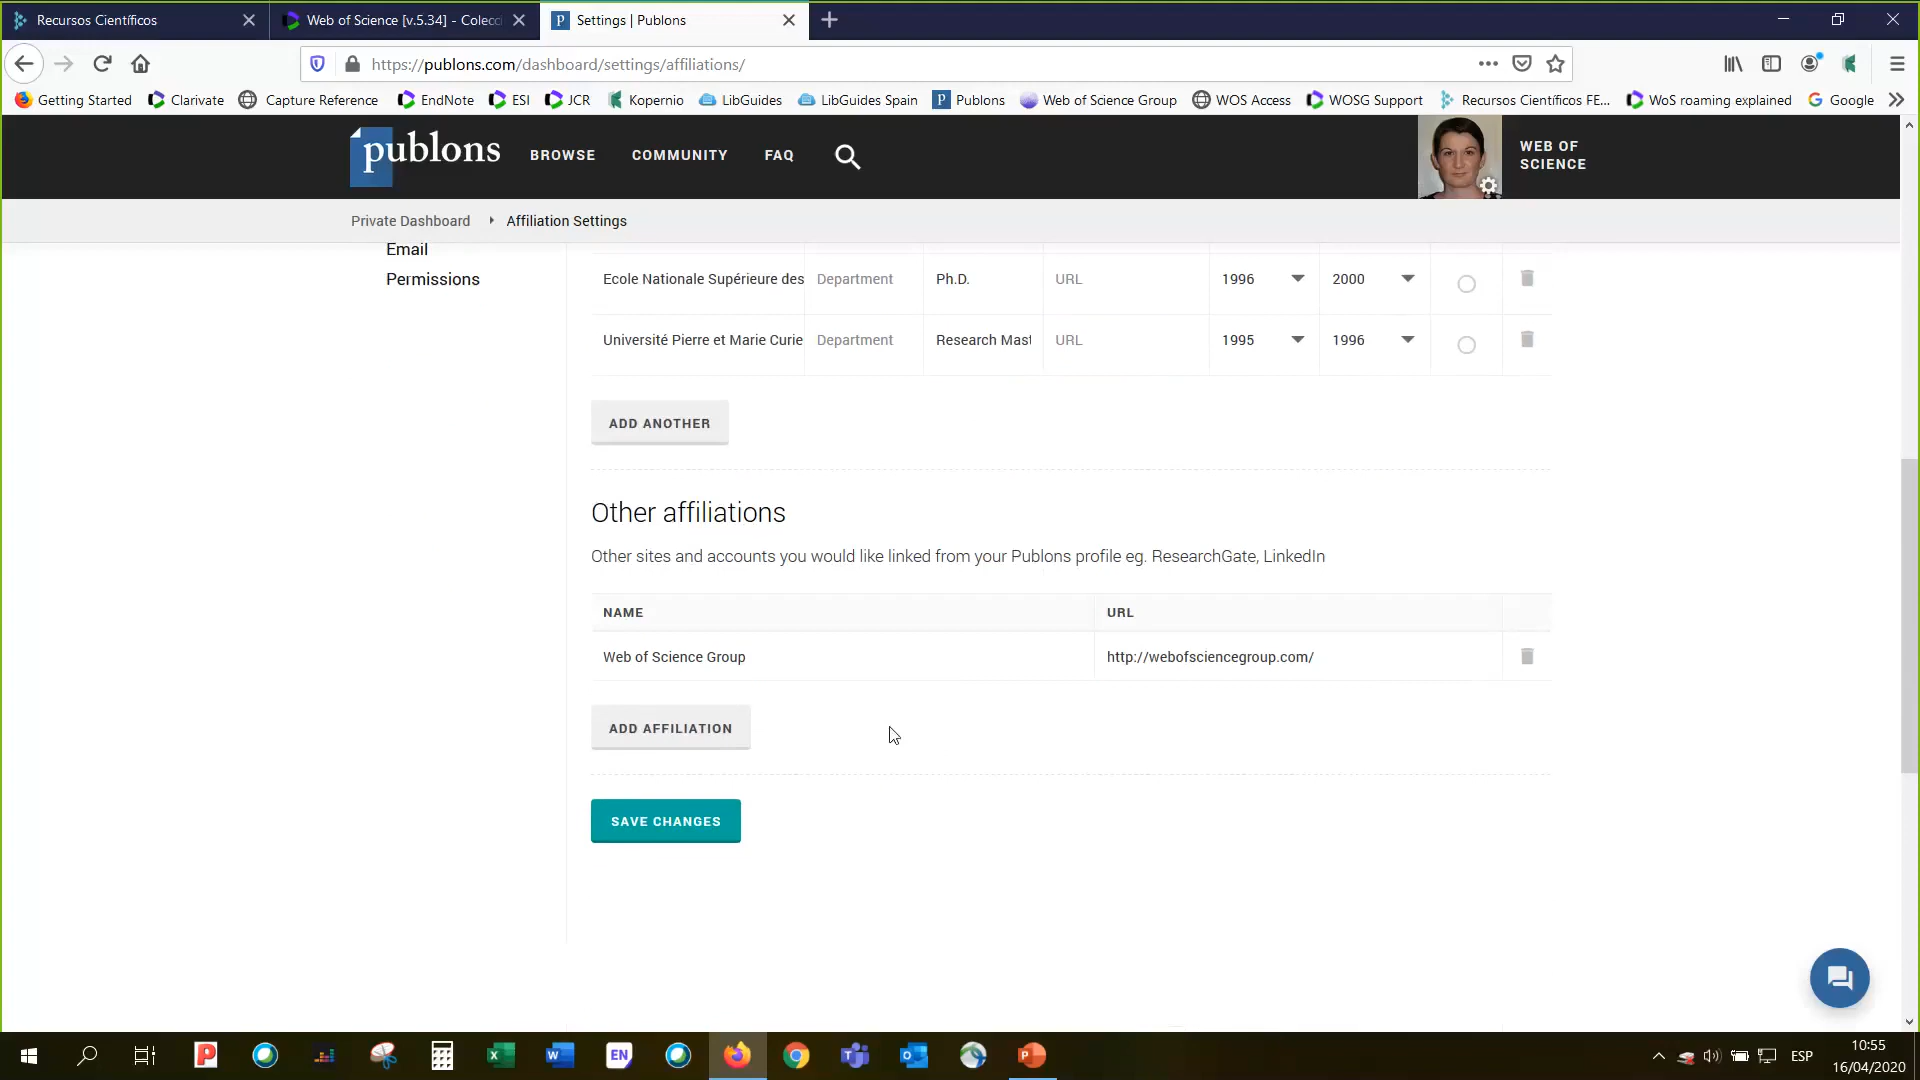 Recursos Científicos
Web of Science [v.5.34] - Colecci
Settings | Publons
https://publons.com/dashboard/settings/affiliations/
Getting Started
Clarivate
Capture Reference
EndNote
ESI
JCR
Kopernio
LibGuides
LibGuides Spain
Publons
Web of Science Group
WOS Access
WOSG Support
Recursos Científicos FE...
WoS roaming explained
Google
publons
BROWSE
COMMUNITY
FAQ
WEB OF
SCIENCE
Private Dashboard
Affiliation Settings
Email
Permissions
Ecole Nationale Supérieure des
Department
Ph.D.
URL
1996
2000
Université Pierre et Marie Curie
Department
Research Mast
URL
1995
1996
ADD ANOTHER
Other affiliations
Other sites and accounts you would like linked from your Publons profile eg. ResearchGate, LinkedIn
NAME
URL
Web of Science Group
http://webofsciencegroup.com/
ADD AFFILIATION
SAVE CHANGES
EN
ESP
10:55
16/04/2020